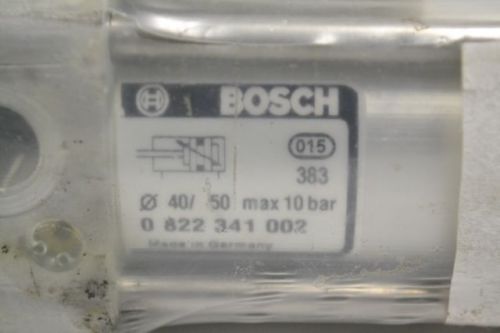 BOSCH
015
383
Ø 40/ 50 max 10 bar
0 822 341 002
Made in Germany